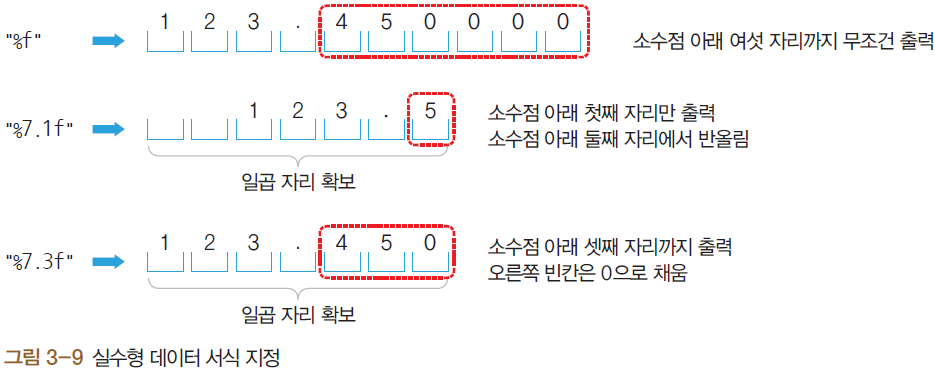 "%f" 1 2 3 . 4 5 0 0 0 0 소수점 아래 여섯 자리까지 무조건 출력
"%7.1f" 1 2 3 . 5 소수점 아래 첫째 자리만 출력
소수점 아래 둘째 자리에서 반올림
일곱 자리 확보
"%7.3f" 1 2 3 . 4 5 0 소수점 아래 셋째 자리까지 출력
오른쪽 빈칸은 0으로 채움
일곱 자리 확보
그림 3-9 실수형 데이터 서식 지정